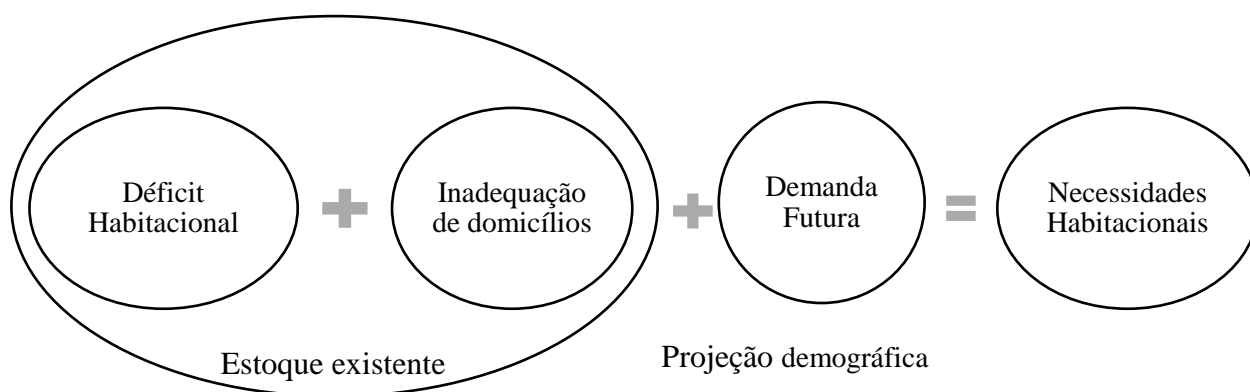 Déficit
Habitacional
Inadequação
de domicílios
Demanda
Futura
Necessidades
Habitacionais
Estoque existente
Projeção demográfica